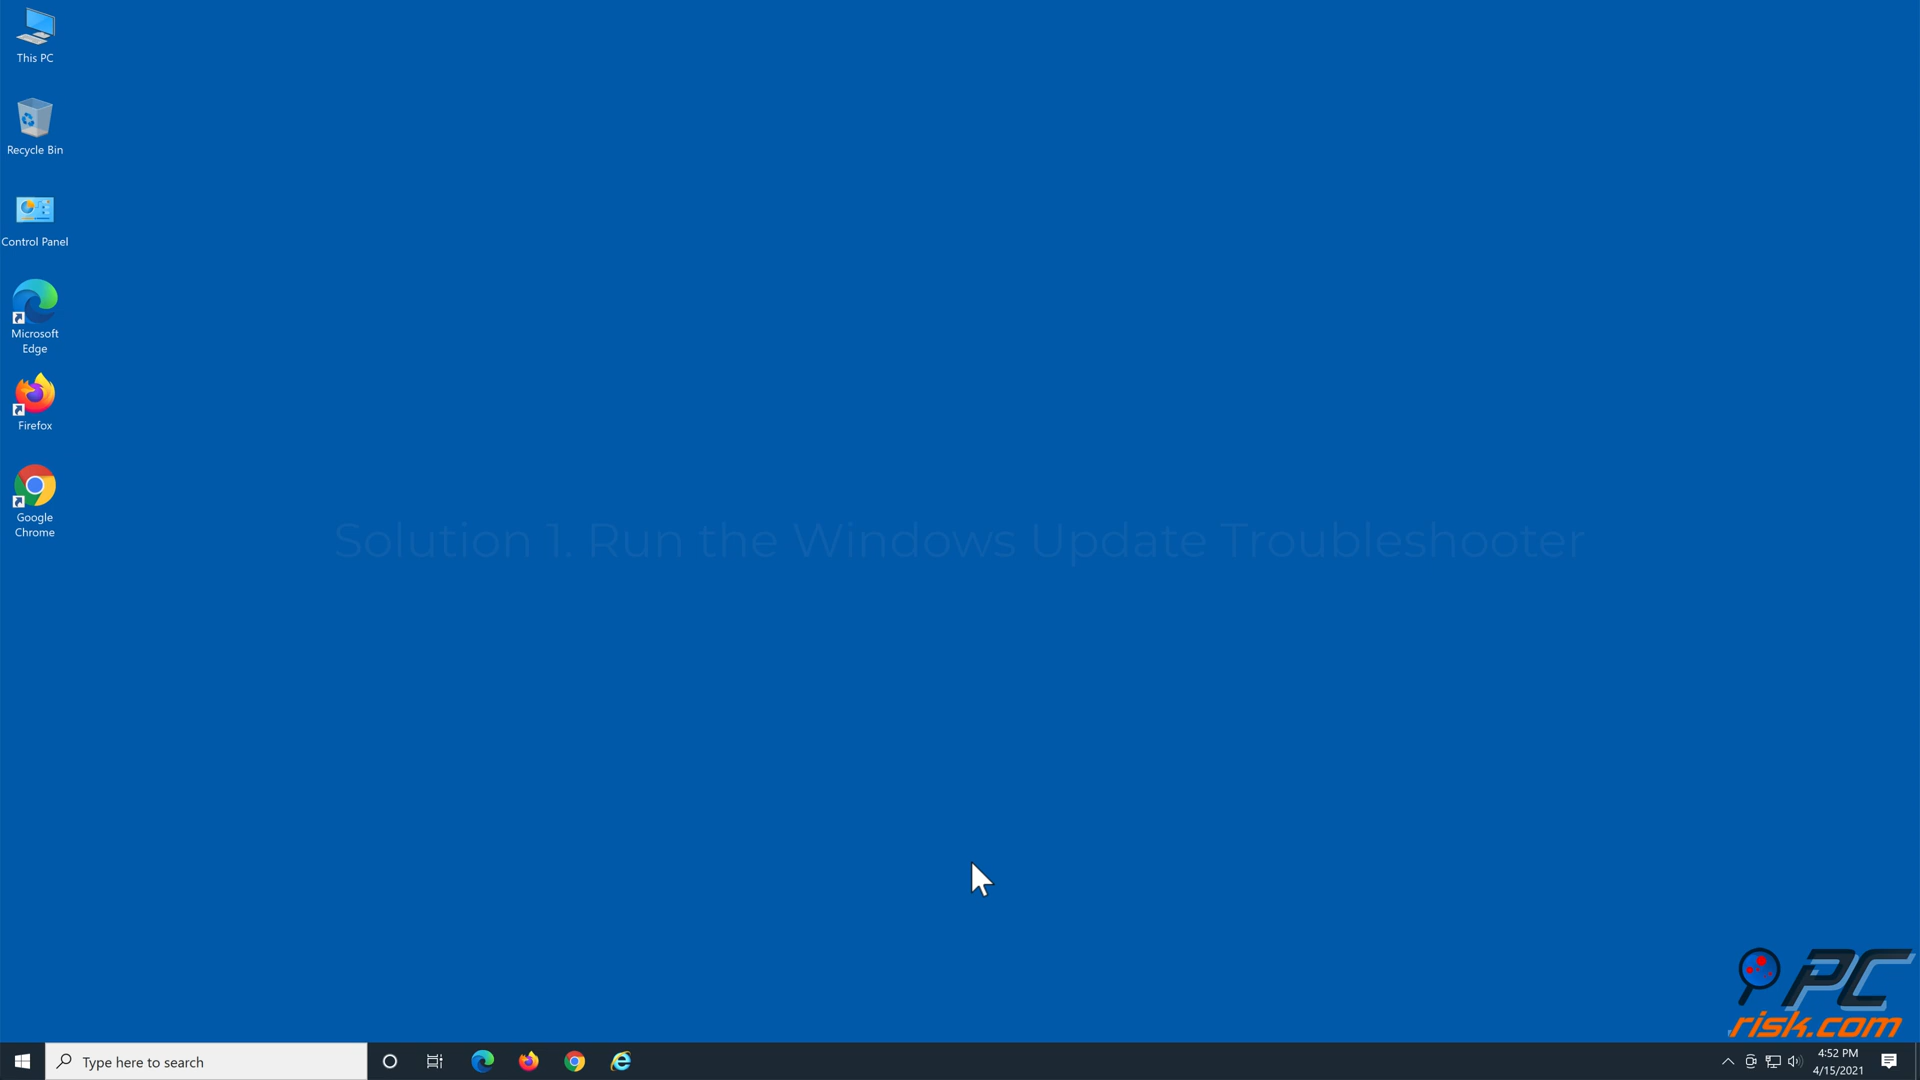 This PC
Recycle Bin
Control Panel
Microsoft
Edge
Firefox
Google
Chrome
Solution 1. Run the Windows Update Troubleshooter
PC
risk.com
Type here to search
4:52 PM
4/15/2021